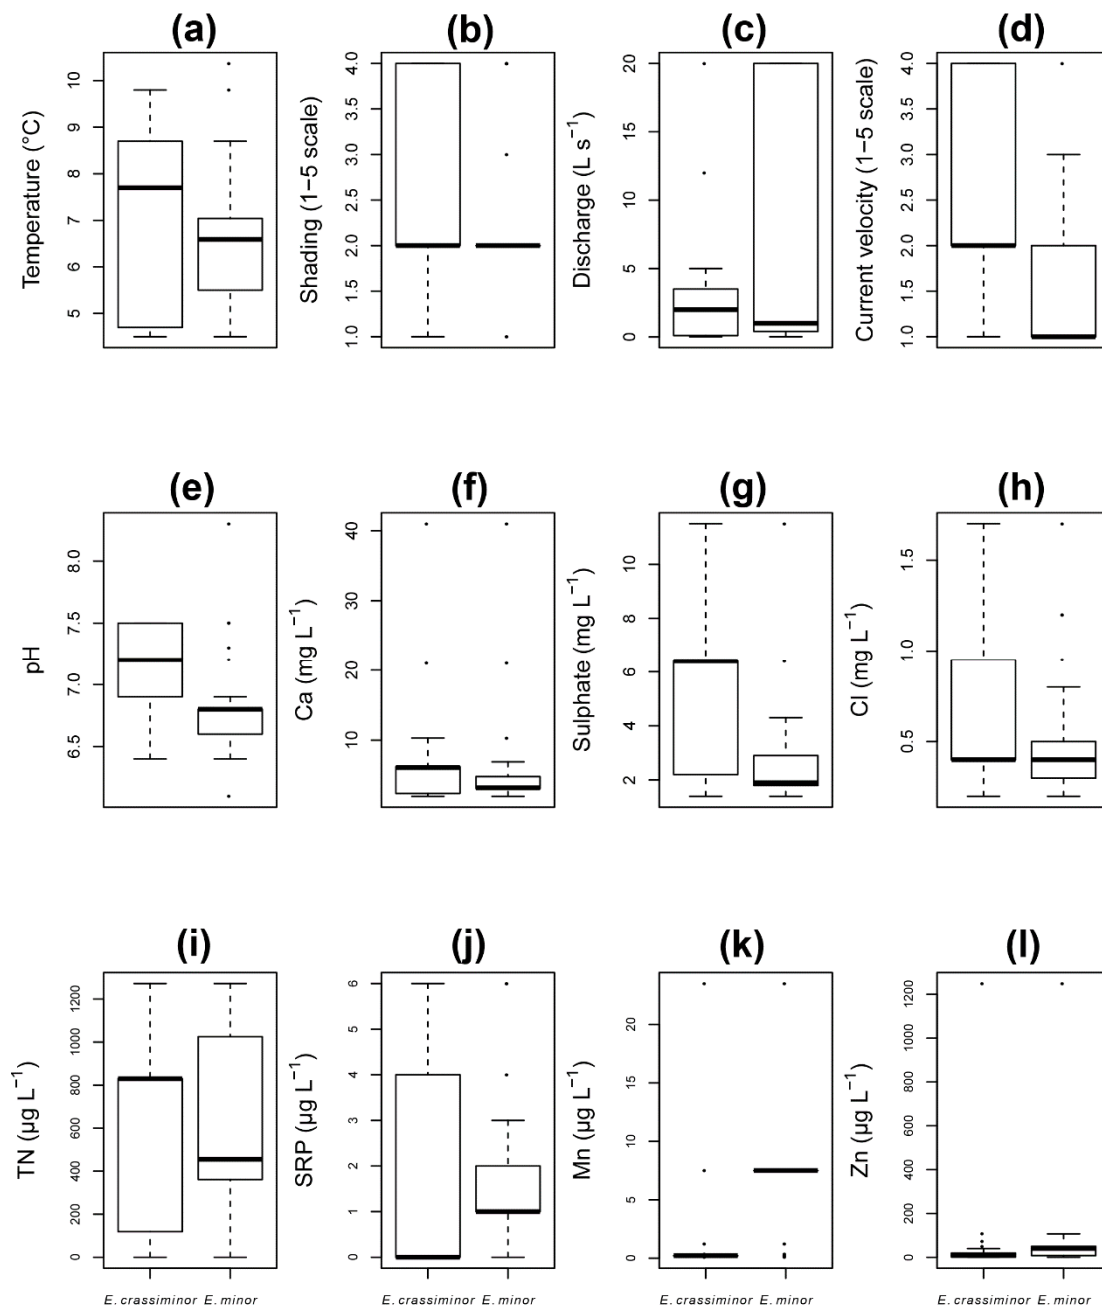 (a) (b) (c) (d)
Temperature (°C)
5 6 7 8 9 10
Shading (1−5 scale)
1.0 1.5 2.0 2.5 3.0 3.5 4.0
Discharge (L s⁻¹)
0 5 10 15 20
Current velocity (1−5 scale)
1.0 1.5 2.0 2.5 3.0 3.5 4.0
(e) (f) (g) (h)
pH
6.5 7.0 7.5 8.0
Ca (mg L⁻¹)
10 20 30 40
Sulphate (mg L⁻¹)
2 4 6 8 10
Cl (mg L⁻¹)
0.5 1.0 1.5
(i) (j) (k) (l)
TN (µg L⁻¹)
0 200 400 600 800 1000 1200
SRP (µg L⁻¹)
0 1 2 3 4 5 6
Mn (µg L⁻¹)
0 5 10 15 20
Zn (µg L⁻¹)
0 200 400 600 800 1000 1200
E. crassiminor E. minor E. crassiminor E. minor E. crassiminor E. minor E. crassiminor E. minor